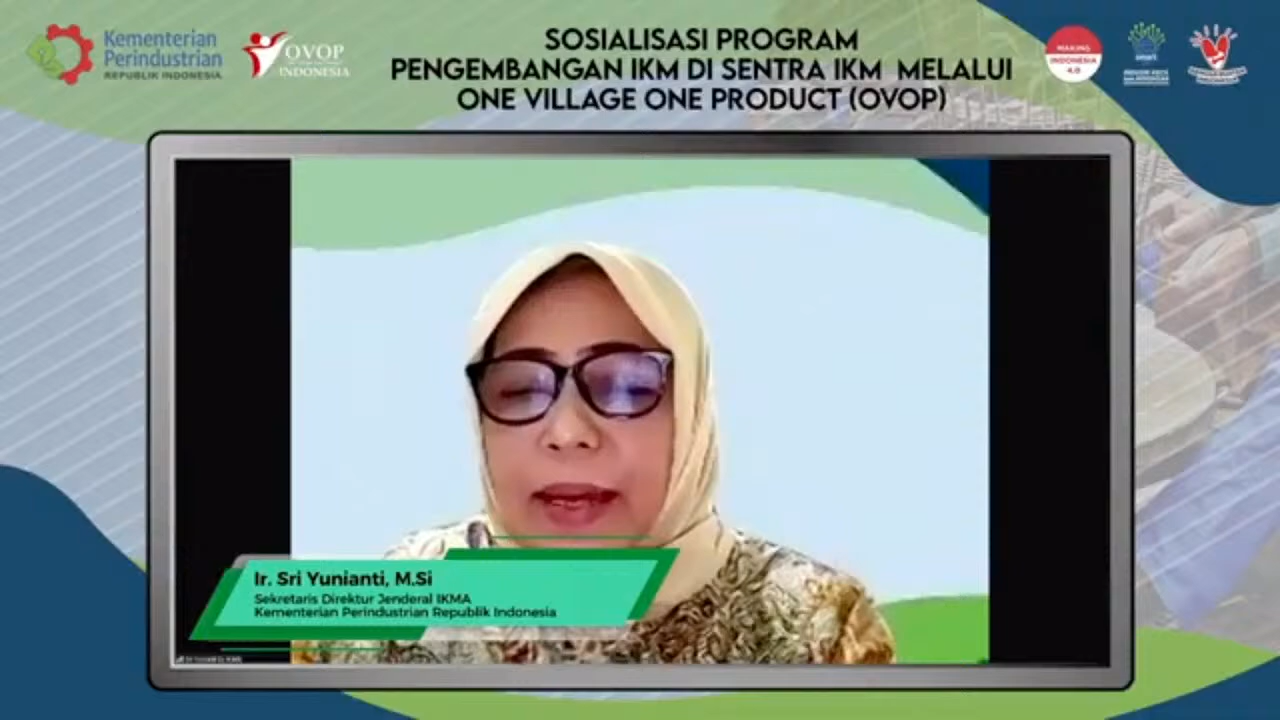 Kementerian
Perindustrian
REPUBLIK INDONESIA
OVOP
INDONESIA
SOSIALISASI PROGRAM
PENGEMBANGAN IKM DI SENTRA IKM MELALUI
ONE VILLAGE ONE PRODUCT (OVOP)
MAKING
INDONESIA
4.0
Ir. Sri Yunianti, M.Si
Sekretaris Direktur Jenderal IKMA
Kementerian Perindustrian Republik Indonesia